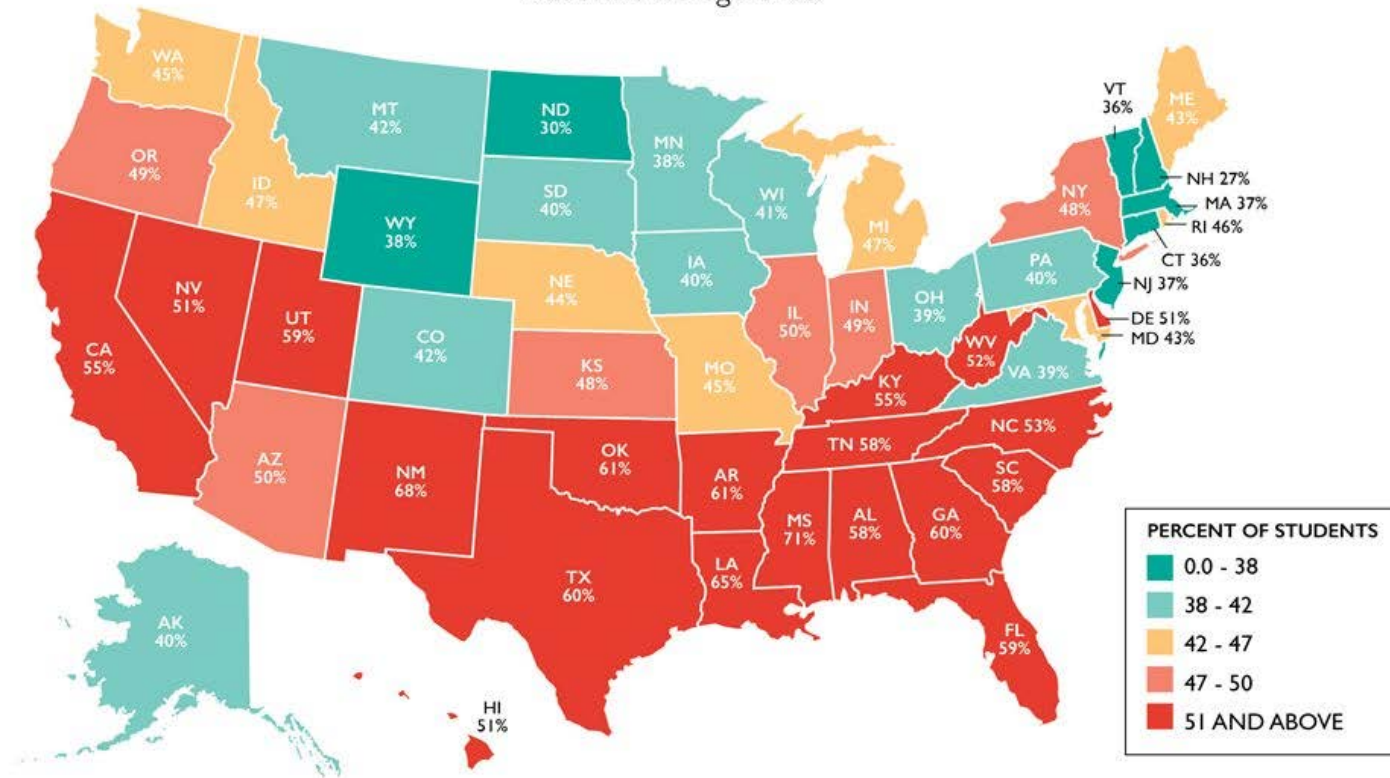 WA
45%
OR
49%
CA
55%
NV
51%
ID
47%
MT
42%
WY
38%
UT
59%
AZ
50%
CO
42%
NM
68%
ND
30%
SD
40%
NE
44%
KS
48%
OK
61%
TX
60%
MN
38%
IA
40%
MO
45%
AR
61%
LA
65%
WI
41%
IL
50%
MI
47%
IN
49%
OH
39%
KY
55%
TN 58%
MS
71%
AL
58%
GA
60%
FL
59%
SC
58%
NC 53%
VA 39%
WV
52%
PA
40%
NY
48%
VT
36%
ME
43%
NH 27%
MA 37%
RI 46%
CT 36%
NJ 37%
DE 51%
MD 43%
AK
40%
HI
51%
PERCENT OF STUDENTS
0.0 - 38
38 - 42
42 - 47
47 - 50
51 AND ABOVE